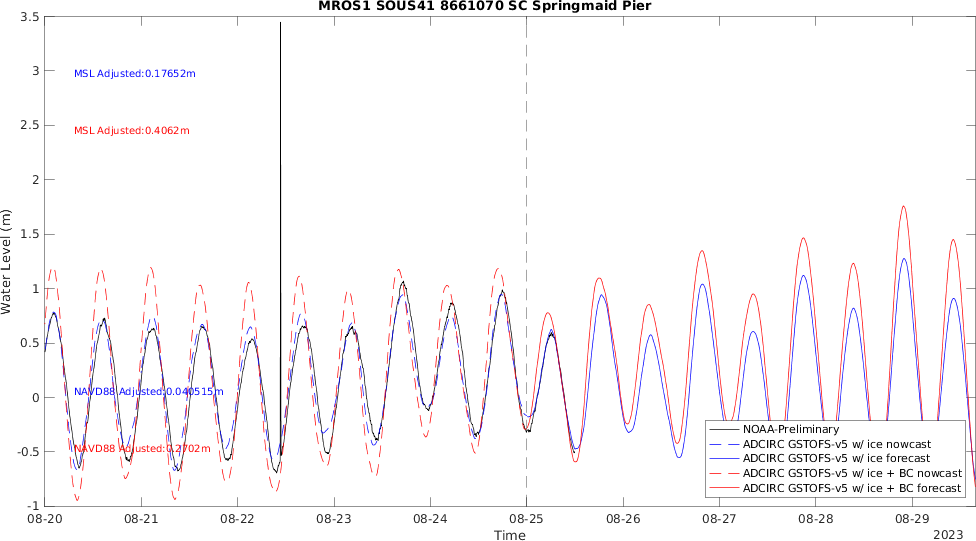 MROS1 SOUS41 8661070 SC Springmaid Pier
3.5
3
2.5
2
1.5
1
0.5
0
-0.5
-1
Water Level (m)
MSL Adjusted:0.17652m
MSL Adjusted:0.4062m
NAVD88 Adjusted:0.040515m
NAVD88 Adjusted:0.2702m
NOAA-Preliminary
ADCIRC GSTOFS-v5 w/ ice nowcast
ADCIRC GSTOFS-v5 w/ ice forecast
ADCIRC GSTOFS-v5 w/ ice + BC nowcast
ADCIRC GSTOFS-v5 w/ ice + BC forecast
08-20 08-21 08-22 08-23 08-24 08-25 08-26 08-27 08-28 08-29
Time
2023